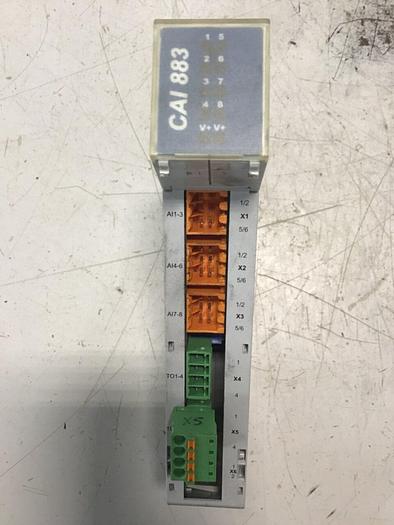 CAI 883
1 5
2 6
3 7
4 8
V+ V+
AI1-3
1/2
X1
5/6
AI4-6
1/2
X2
5/6
AI7-8
1/2
X3
5/6
TO1-4
1
X4
4
1
X5
X5
4
1
X6
2